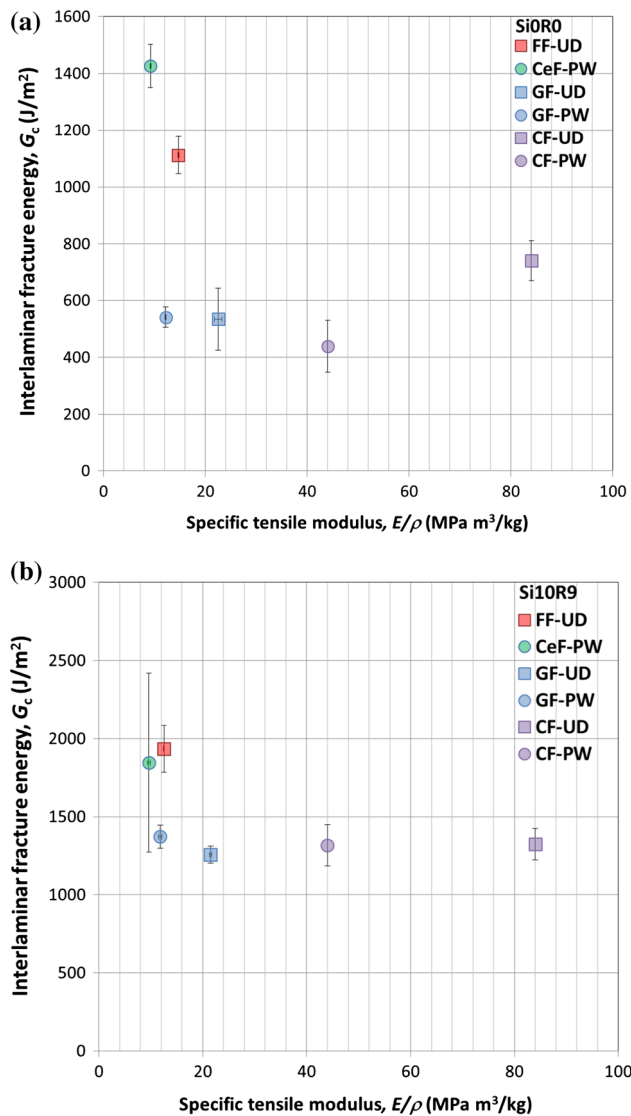 (a)
Si0R0
FF-UD
CeF-PW
GF-UD
GF-PW
CF-UD
CF-PW
Interlaminar fracture energy, Gc (J/m²)
1600
1400
1200
1000
800
600
400
200
0
0 20 40 60 80 100
Specific tensile modulus, E/ρ (MPa m³/kg)
(b)
Si10R9
FF-UD
CeF-PW
GF-UD
GF-PW
CF-UD
CF-PW
Interlaminar fracture energy, Gc (J/m²)
3000
2500
2000
1500
1000
500
0
0 20 40 60 80 100
Specific tensile modulus, E/ρ (MPa m³/kg)